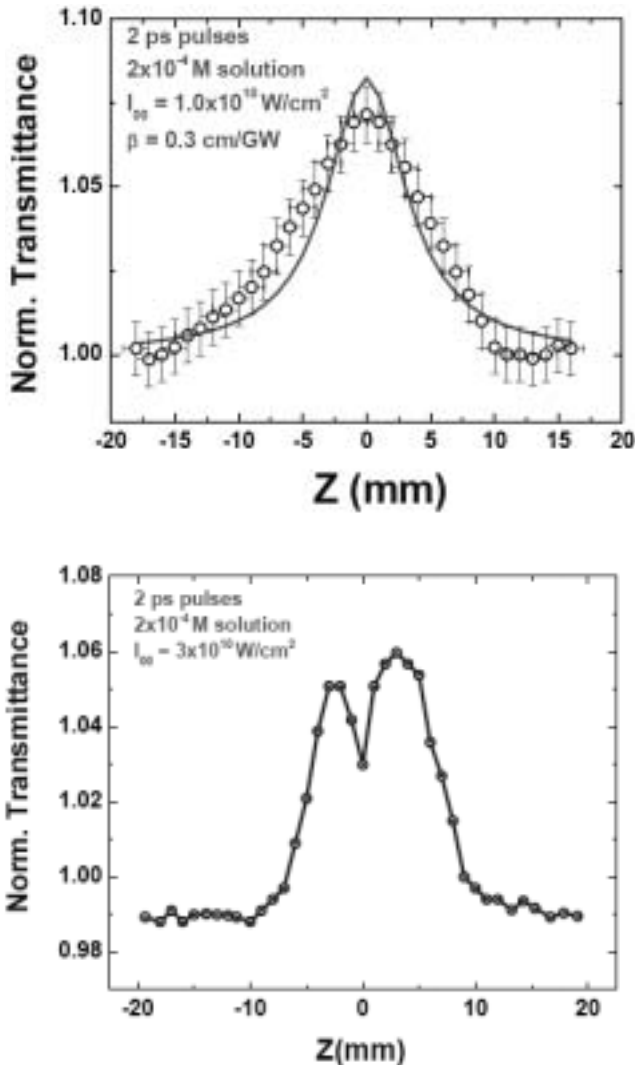 1.10
2 ps pulses
2x10⁻⁴ M solution
I₀₀ = 1.0x10¹⁰ W/cm²
β = 0.3 cm/GW
1.05
1.00
Norm. Transmittance
-20 -15 -10 -5 0 5 10 15 20
Z (mm)
1.08
2 ps pulses
2x10⁻⁴ M solution
I₀₀ ~ 3x10¹⁰ W/cm²
1.06
1.04
1.02
1.00
0.98
Norm. Transmittance
-20 -10 0 10 20
Z(mm)